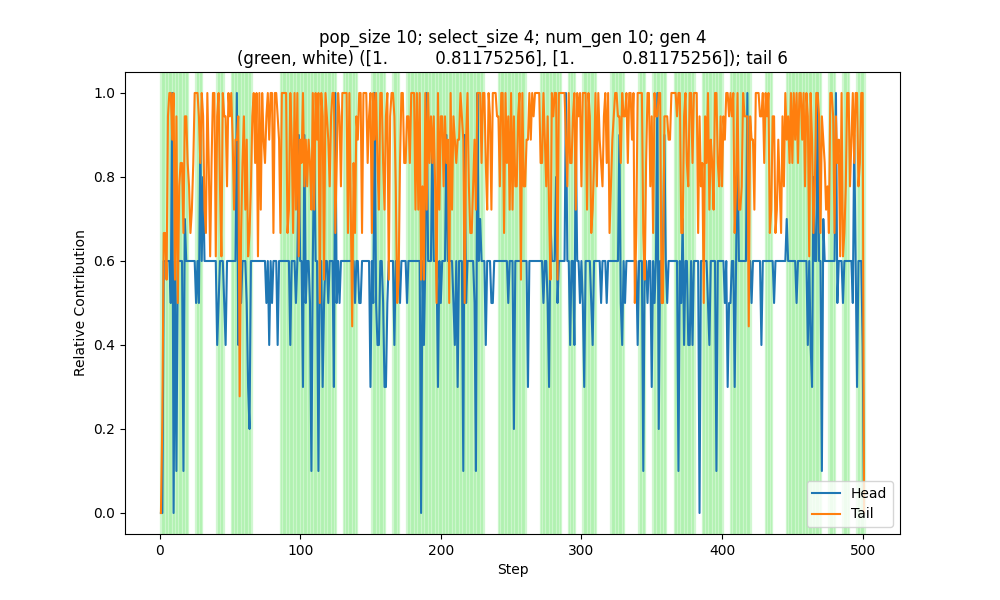 pop_size 10; select_size 4; num_gen 10; gen 4
(green, white) ([1.         0.81175256], [1.         0.81175256]); tail 6
Relative Contribution
1.0
0.8
0.6
0.4
0.2
0.0
Head
Tail
0 100 200 300 400 500
Step